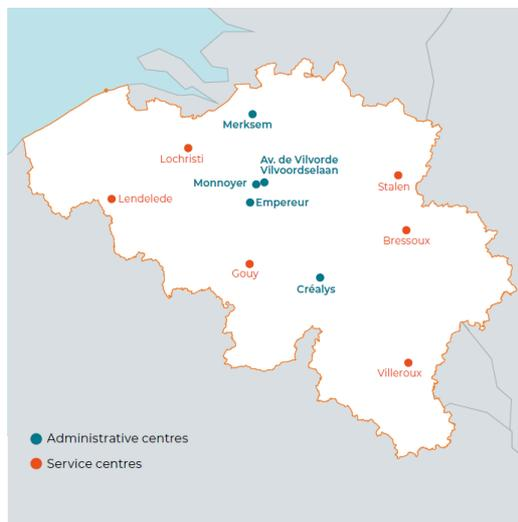 Merksem
Lochristi
Av. de Vilvorde
Vilvoordselaan
Monnoyer
Stalen
Lendelede
Empereur
Bressoux
Gouy
Créalys
Villeroux
Administrative centres
Service centres